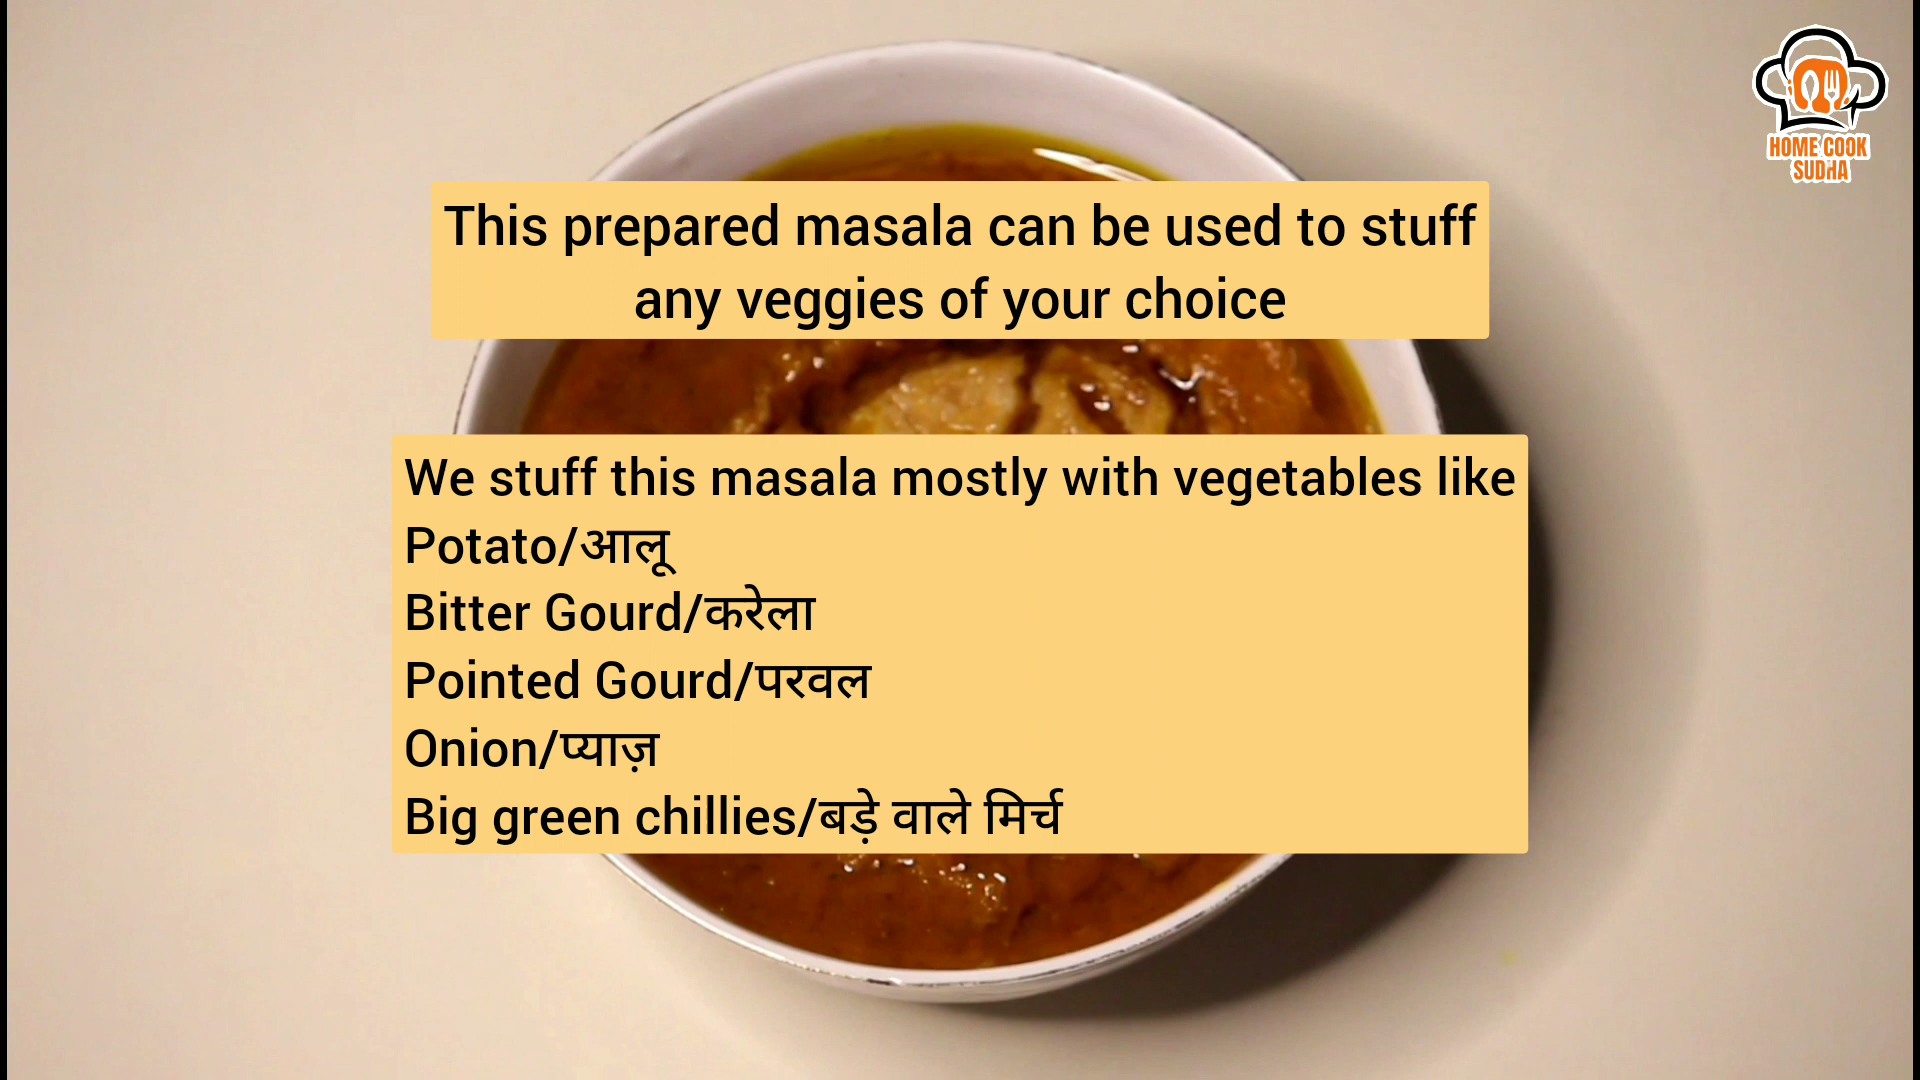 HOME COOK
SUDHA
This prepared masala can be used to stuff
any veggies of your choice
We stuff this masala mostly with vegetables like
Potato/आलू
Bitter Gourd/करेला
Pointed Gourd/परवल
Onion/प्याज़
Big green chillies/बड़े वाले मिर्च